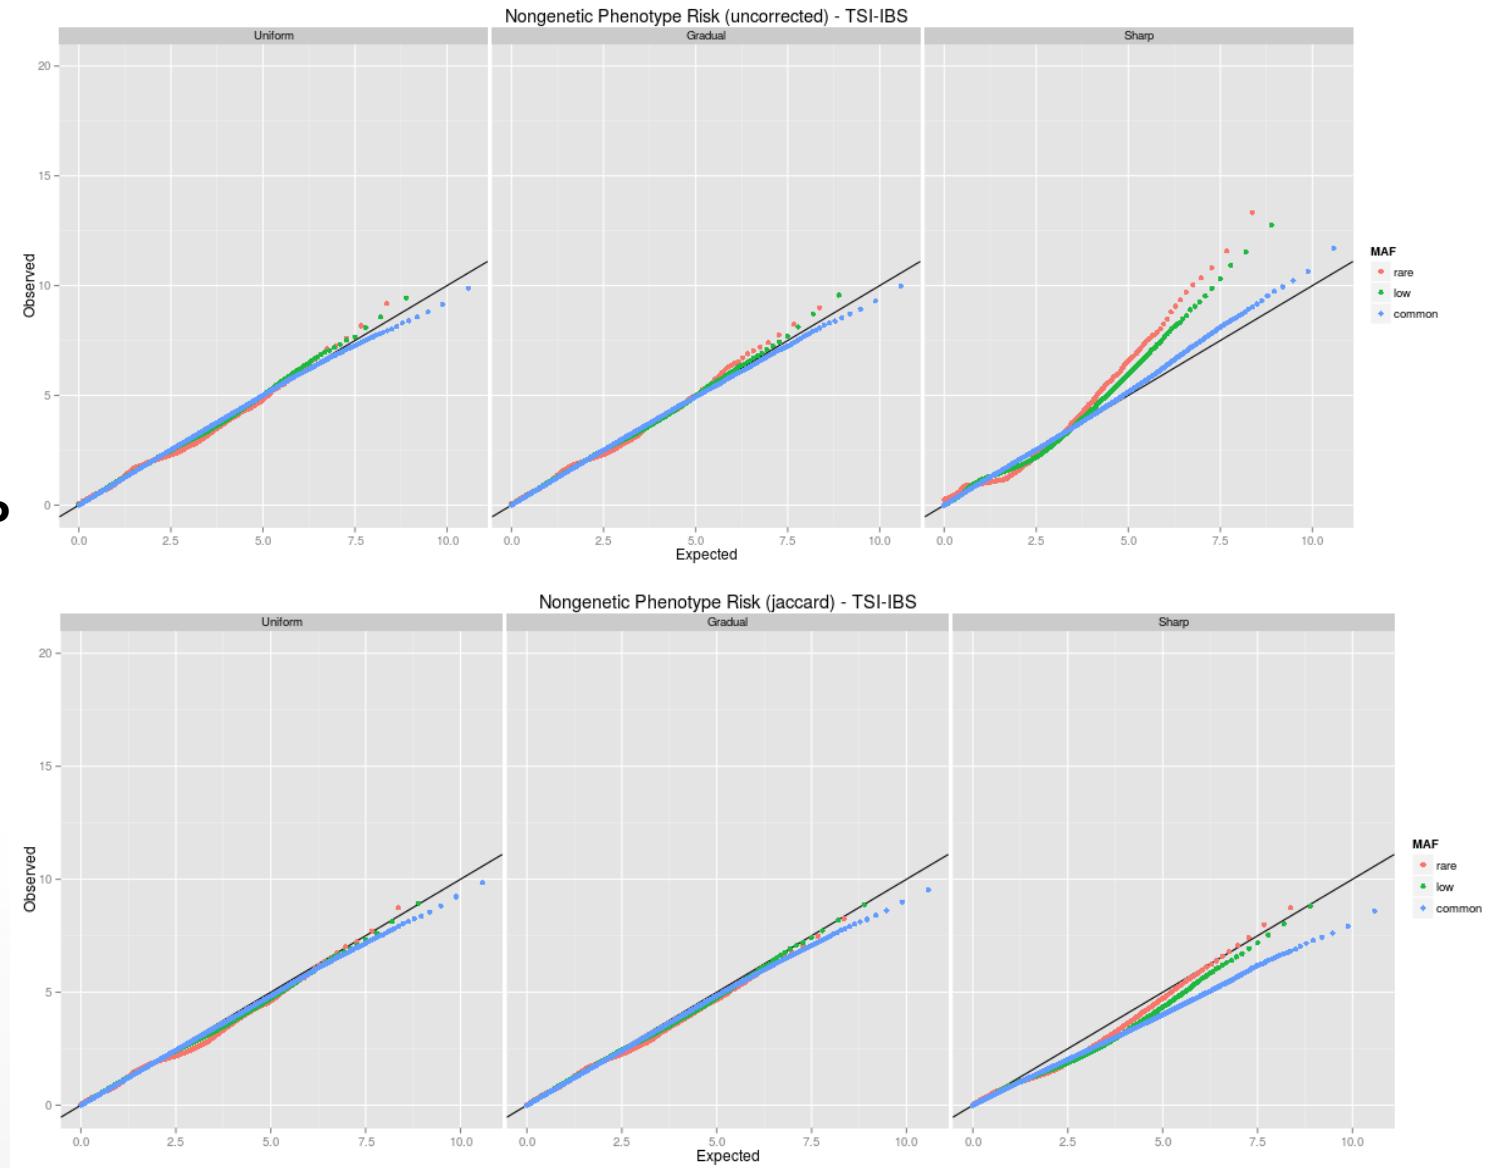 Nongenetic Phenotype Risk (uncorrected) - TSI-IBS
Uniform Gradual Sharp
20
15
10
5
0
Observed
0.0 2.5 5.0 7.5 10.0 0.0 2.5 5.0 7.5 10.0 0.0 2.5 5.0 7.5 10.0
Expected
MAF
rare
low
common
Nongenetic Phenotype Risk (jaccard) - TSI-IBS
Uniform Gradual Sharp
20
15
10
5
0
Observed
0.0 2.5 5.0 7.5 10.0 0.0 2.5 5.0 7.5 10.0 0.0 2.5 5.0 7.5 10.0
Expected
MAF
rare
low
common